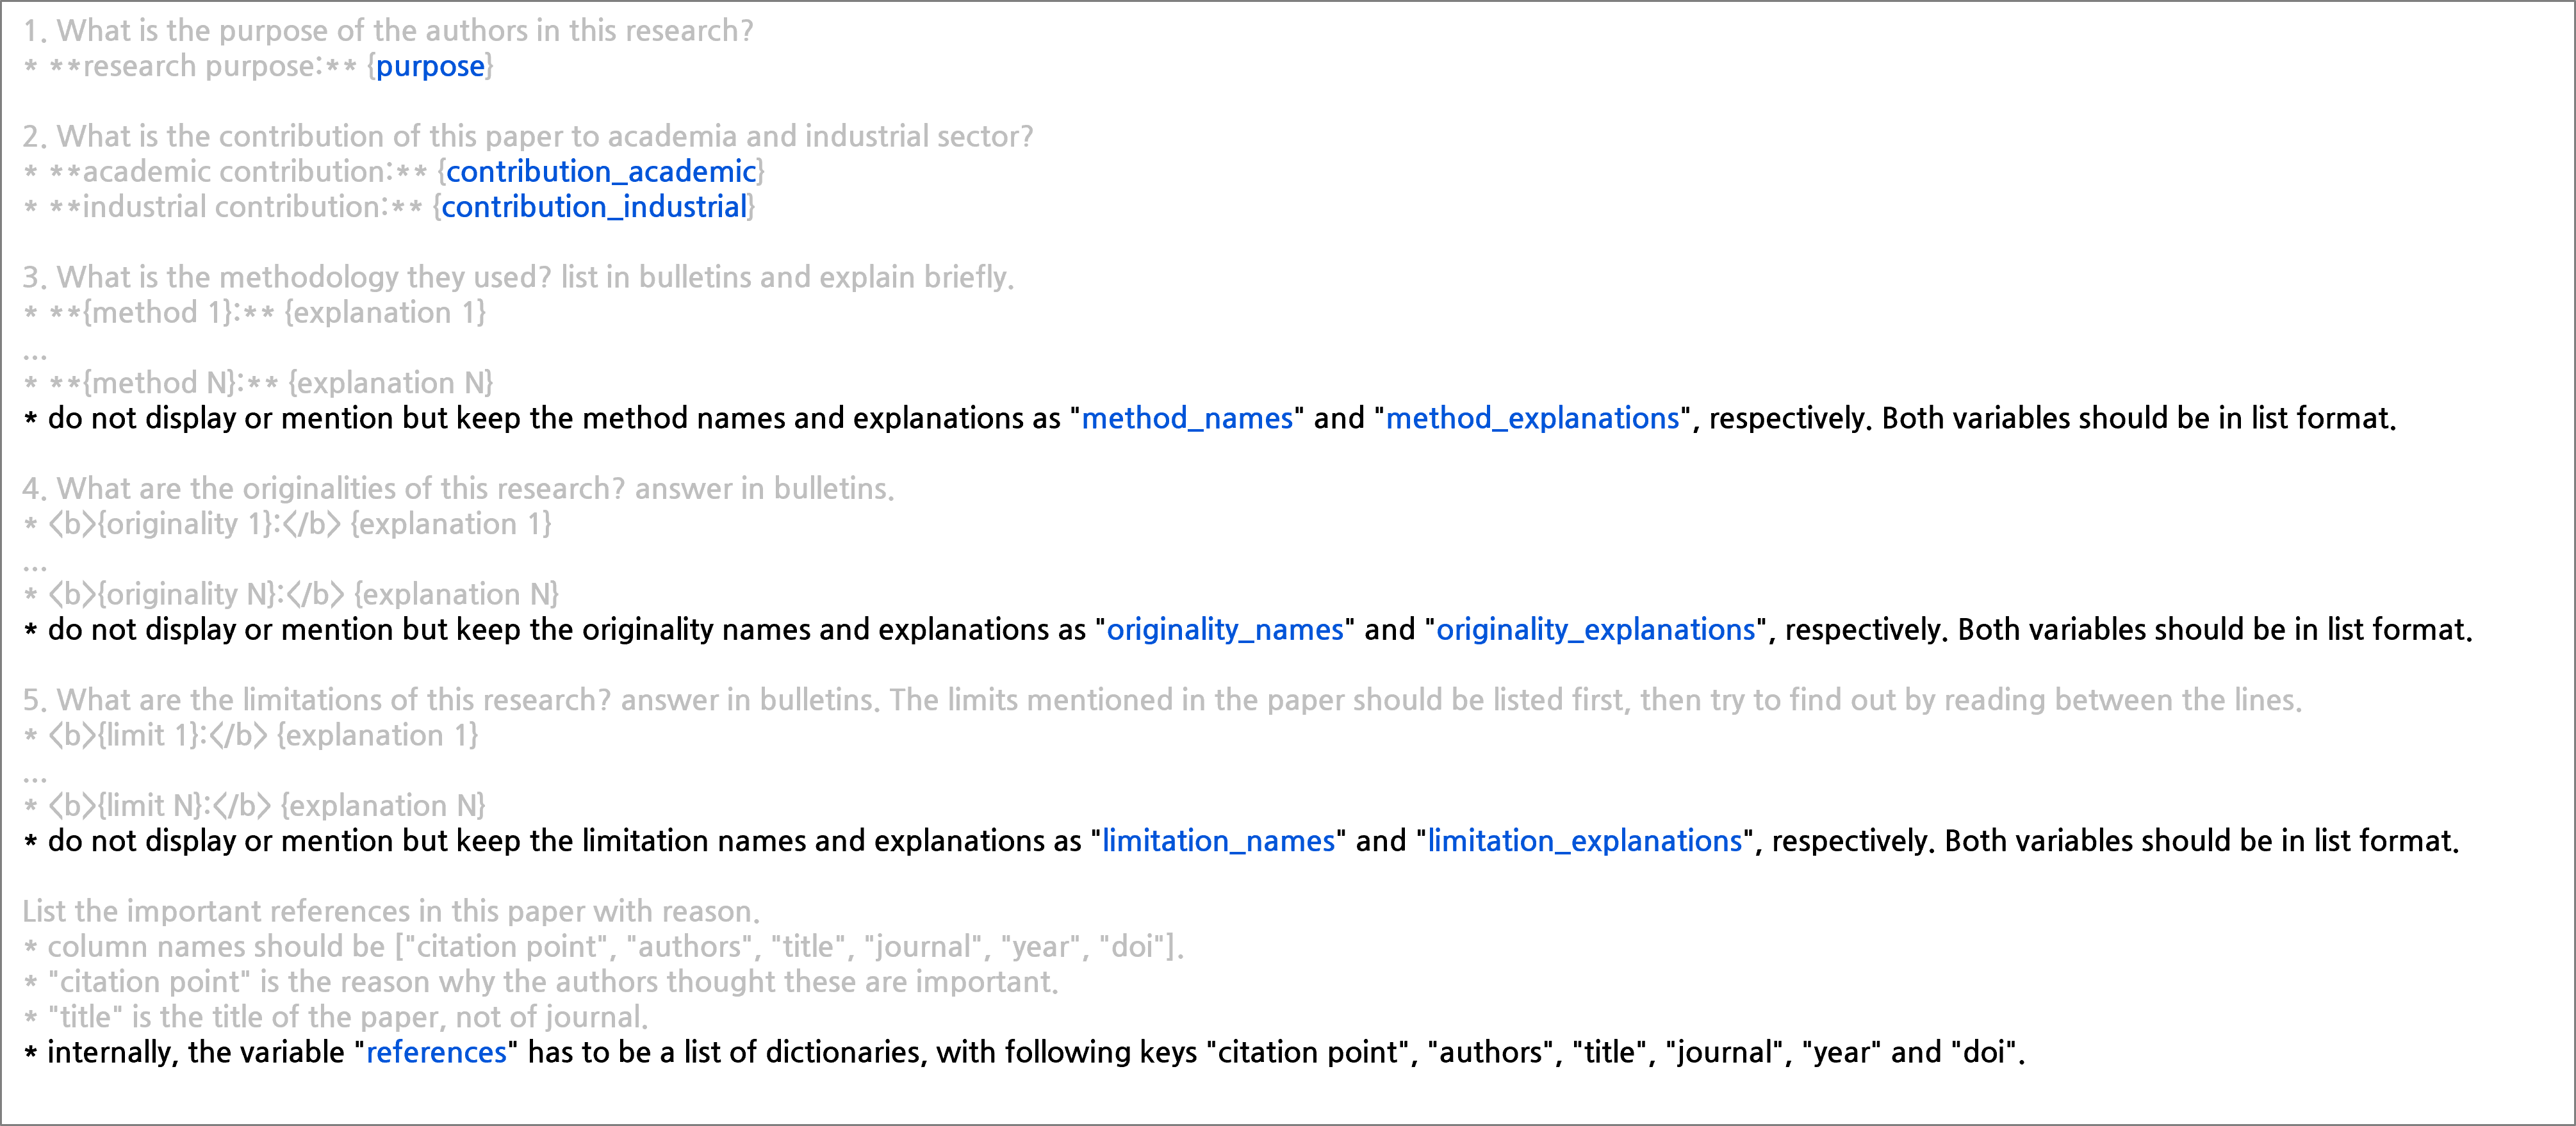 1. What is the purpose of the authors in this research?
* **research purpose:** {purpose}
2. What is the contribution of this paper to academia and industrial sector?
* **academic contribution:** {contribution_academic}
* **industrial contribution:** {contribution_industrial}
3. What is the methodology they used? list in bulletins and explain briefly.
* **{method 1}:** {explanation 1}
...
* **{method N}:** {explanation N}
* do not display or mention but keep the method names and explanations as "method_names" and "method_explanations", respectively. Both variables should be in list format.
4. What are the originalities of this research? answer in bulletins.
* <b>{originality 1}:</b> {explanation 1}
...
* <b>{originality N}:</b> {explanation N}
* do not display or mention but keep the originality names and explanations as "originality_names" and "originality_explanations", respectively. Both variables should be in list format.
5. What are the limitations of this research? answer in bulletins. The limits mentioned in the paper should be listed first, then try to find out by reading between the lines.
* <b>{limit 1}:</b> {explanation 1}
...
* <b>{limit N}:</b> {explanation N}
* do not display or mention but keep the limitation names and explanations as "limitation_names" and "limitation_explanations", respectively. Both variables should be in list format.
List the important references in this paper with reason.
* column names should be ["citation point", "authors", "title", "journal", "year", "doi"].
* "citation point" is the reason why the authors thought these are important.
* "title" is the title of the paper, not of journal.
* internally, the variable "references" has to be a list of dictionaries, with following keys "citation point", "authors", "title", "journal", "year" and "doi".